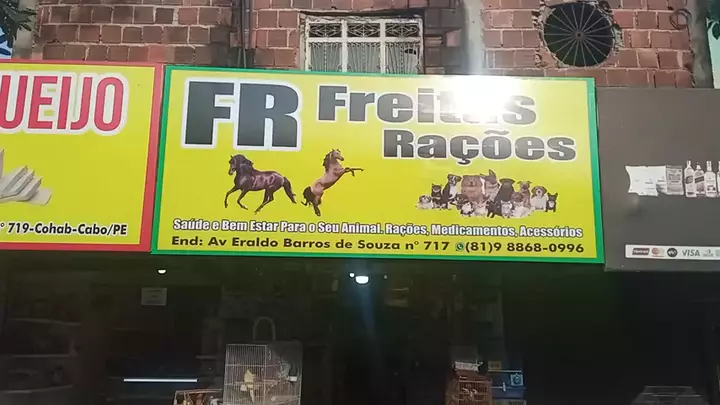 UEIJO
n° 719-Cohab-Cabo/PE
FR Freitas
Rações
Saúde e Bem Estar Para o Seu Animal. Rações, Medicamentos, Acessórios
End: Av Eraldo Barros de Souza n° 717 (81)9 8868-0996
VISA